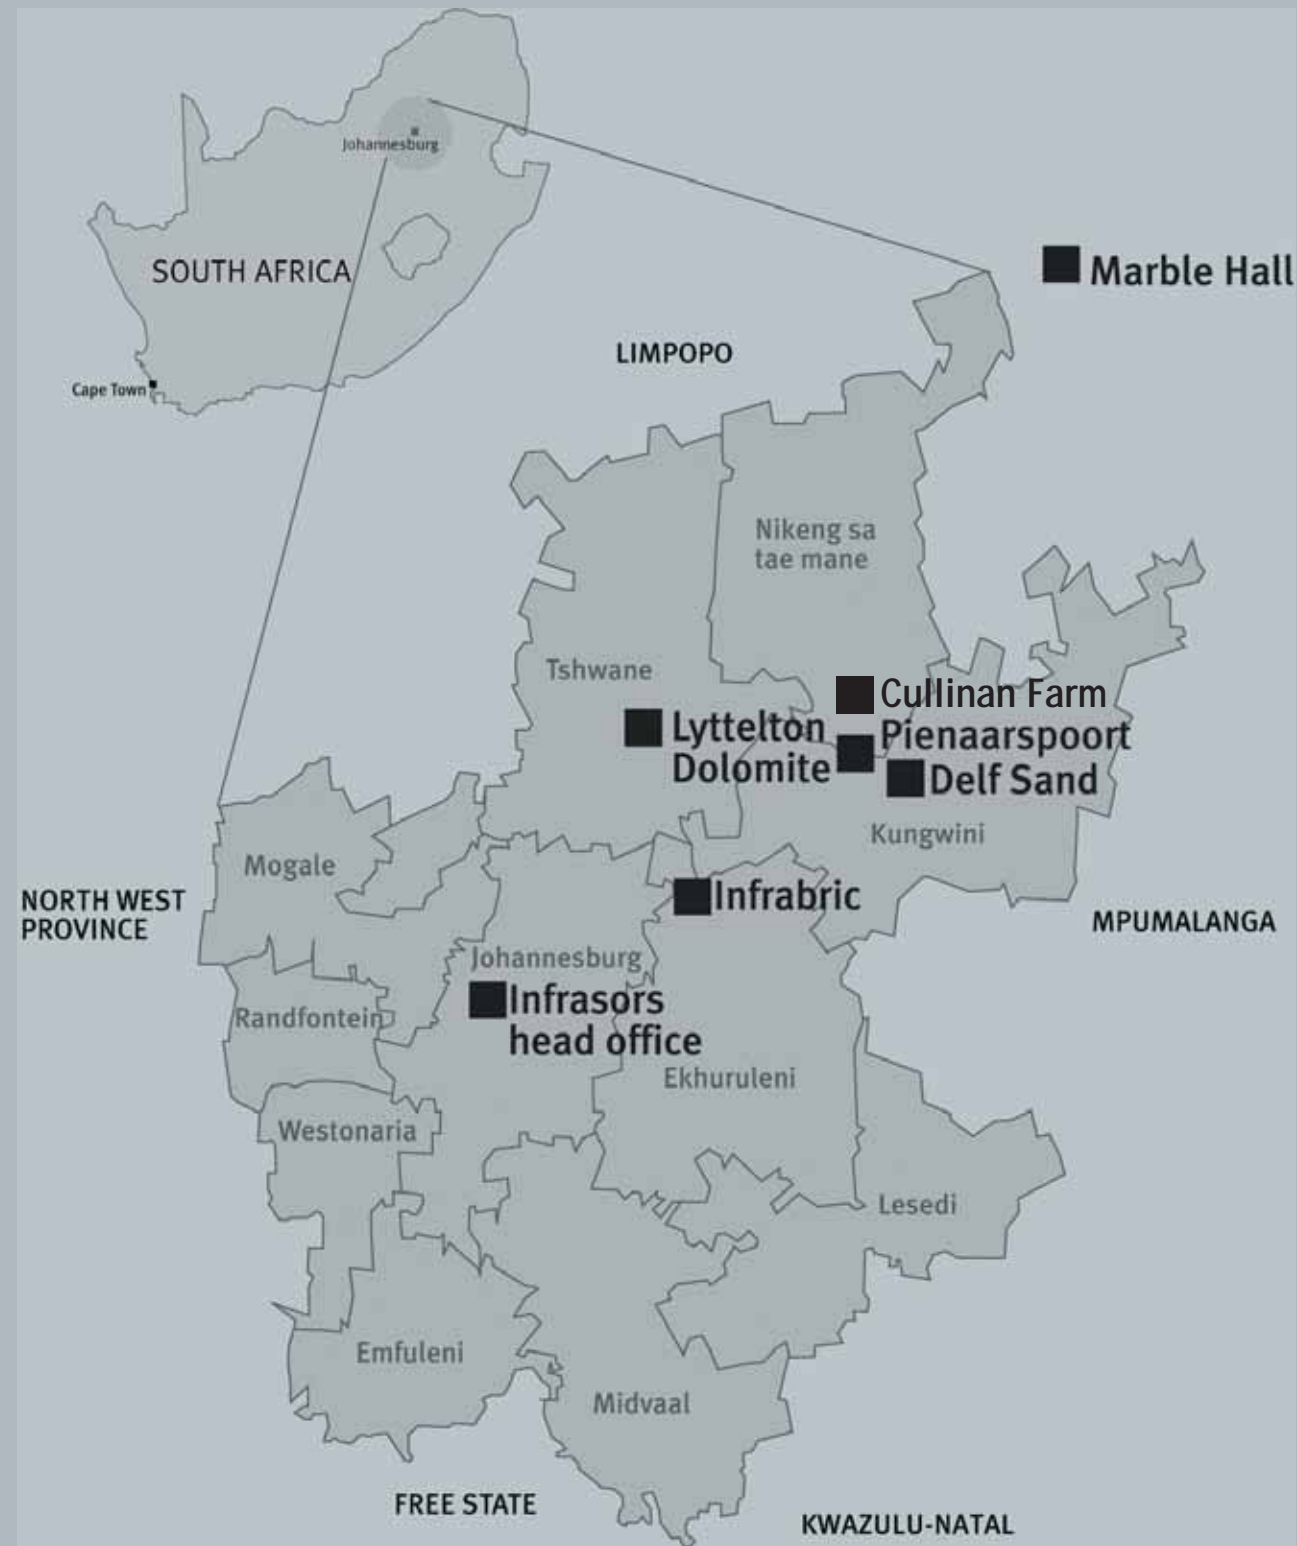 Johannesburg
SOUTH AFRICA
Cape Town
Marble Hall
LIMPOPO
Nikeng sa
tae mane
Tshwane
Cullinan Farm
Lyttelton
Dolomite
Pienaarspoort
Delf Sand
Kungwini
Mogale
NORTH WEST
PROVINCE
Infrabric
MPUMALANGA
Johannesburg
Infrasors
head office
Randfontein
Ekhuruleni
Westonaria
Lesedi
Emfuleni
Midvaal
FREE STATE
KWAZULU-NATAL